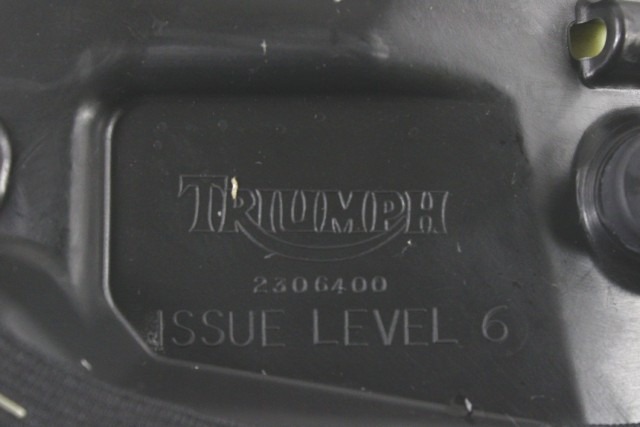 TRIUMPH
2306400
ISSUE LEVEL 6